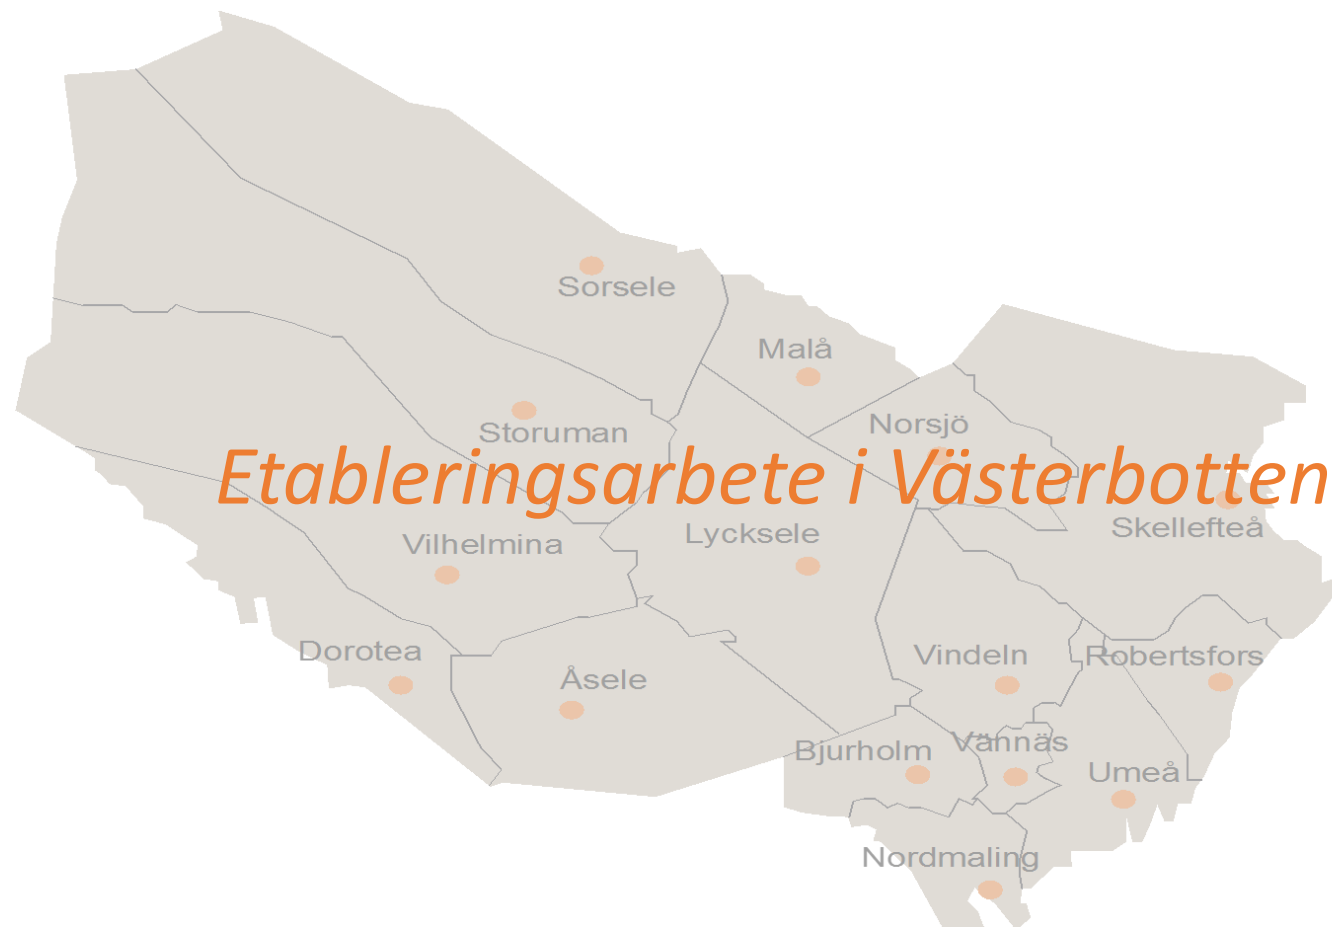 Sorsele
Malå
Norsjö
Storuman
Etableringsarbete i Västerbotten
Skellefteå
Lycksele
Vilhelmina
Dorotea
Vindeln
Robertsfors
Åsele
Bjurholm
Vännäs
Umeå
Nordmaling